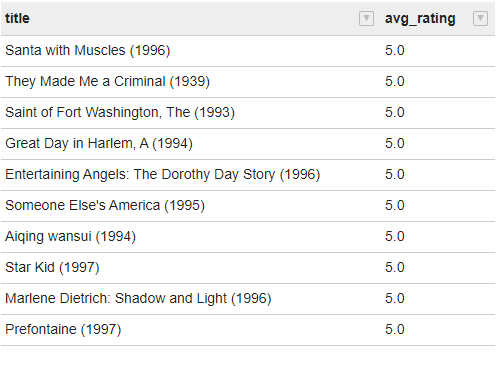 title avg_rating
Santa with Muscles (1996) 5.0
They Made Me a Criminal (1939) 5.0
Saint of Fort Washington, The (1993) 5.0
Great Day in Harlem, A (1994) 5.0
Entertaining Angels: The Dorothy Day Story (1996) 5.0
Someone Else's America (1995) 5.0
Aiqing wansui (1994) 5.0
Star Kid (1997) 5.0
Marlene Dietrich: Shadow and Light (1996) 5.0
Prefontaine (1997) 5.0